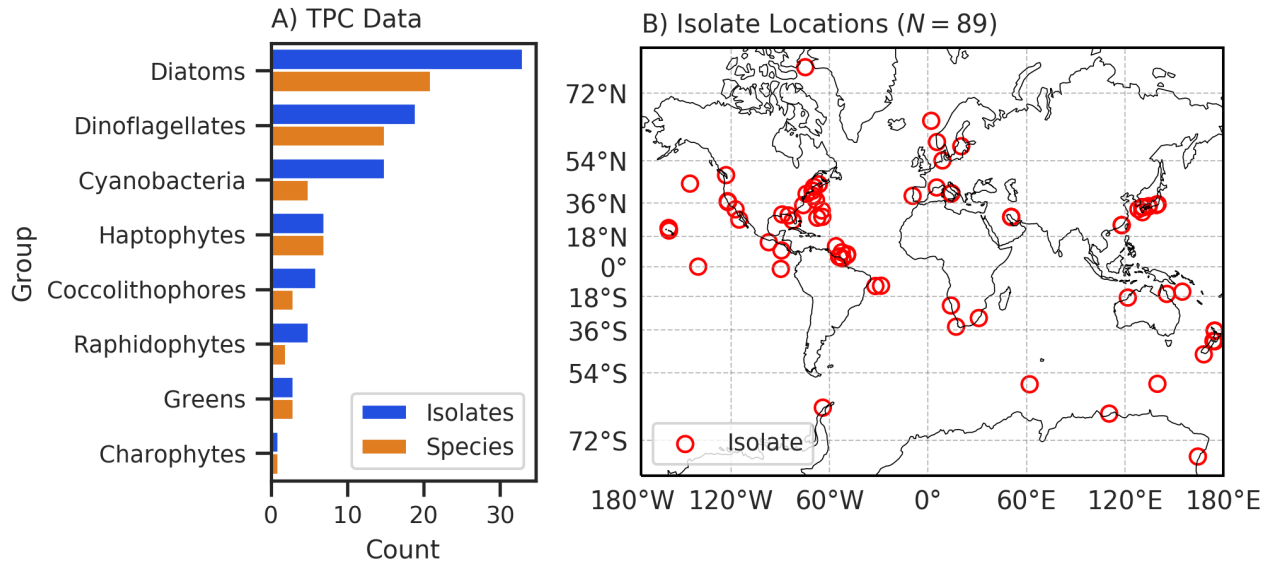 A) TPC Data
Group
Diatoms
Dinoflagellates
Cyanobacteria
Haptophytes
Coccolithophores
Raphidophytes
Greens
Charophytes
Isolates
Species
0 10 20 30
Count
B) Isolate Locations (N = 89)
72°N
54°N
36°N
18°N
0°
18°S
36°S
54°S
72°S
Isolate
180°W 120°W 60°W 0° 60°E 120°E 180°E